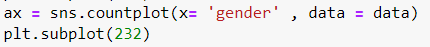 ax = sns.countplot(x= 'gender' , data = data)
plt.subplot(232)